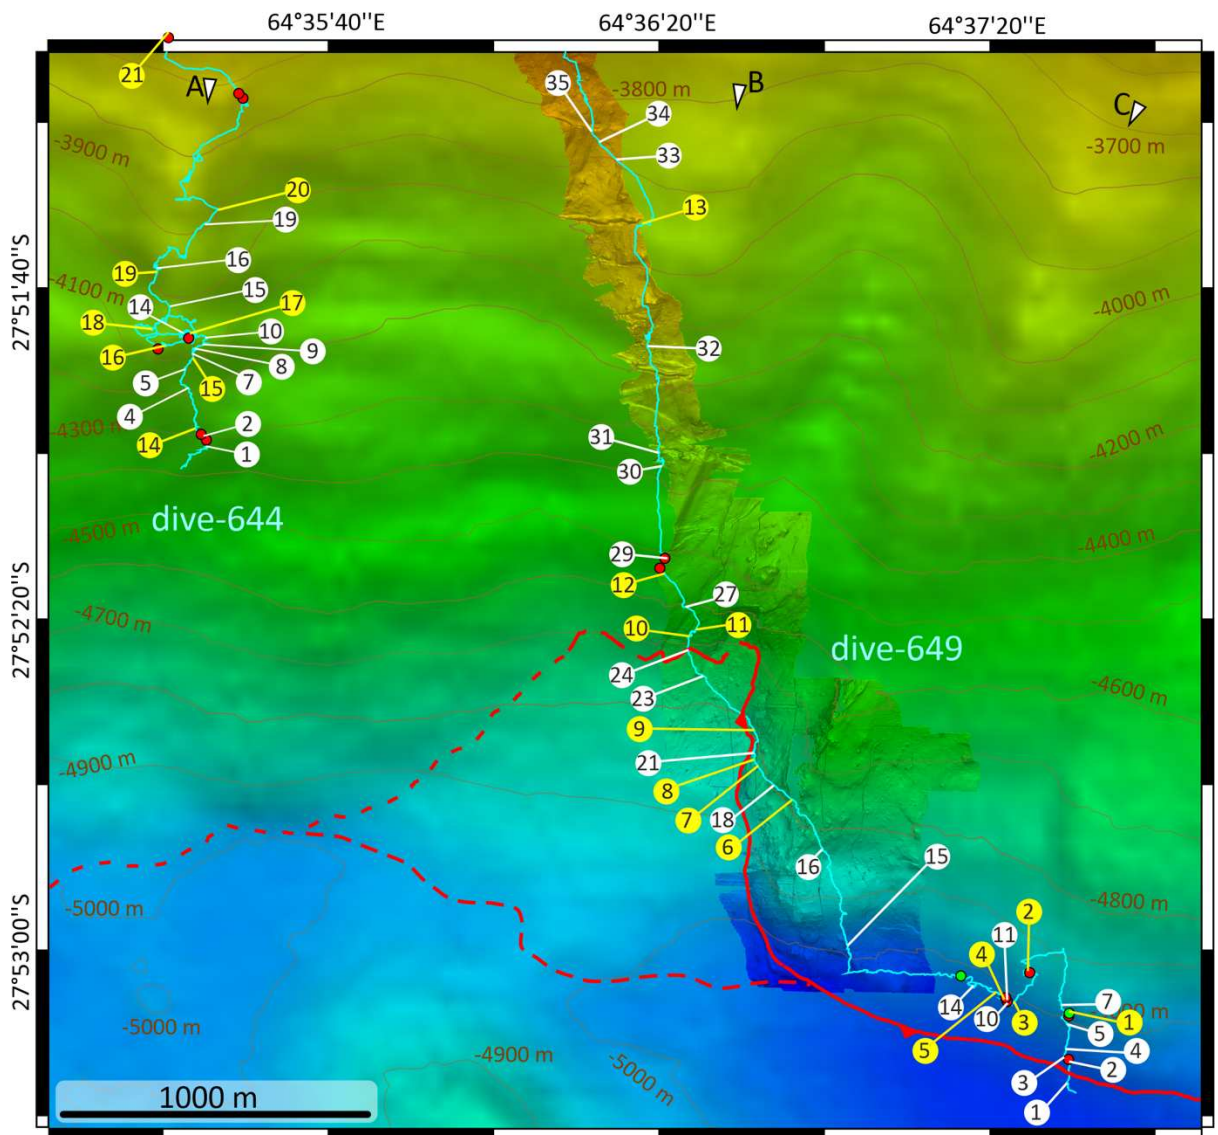 64°35'40''E
64°36'20''E
64°37'20''E
21
A
35
-3800 m
B
34
C
-3900 m
33
-3700 m
20
13
19
27°51'40''S
16
19
-4100 m
15
14
17
-4000 m
18
10
32
16
9
8
5
7
15
4
2
31
-4300 m
14
1
30
-4200 m
dive-644
-4500 m
29
-4400 m
12
27
27°52'20''S
-4700 m
10
11
dive-649
24
23
-4600 m
9
-4900 m
21
8
7
18
6
16
15
-4800 m
-5000 m
2
11
27°53'00''S
4
14
10
3
7
00 m
1
5
-5000 m
5
4
-4900 m
3
2
-5000 m
1000 m
1